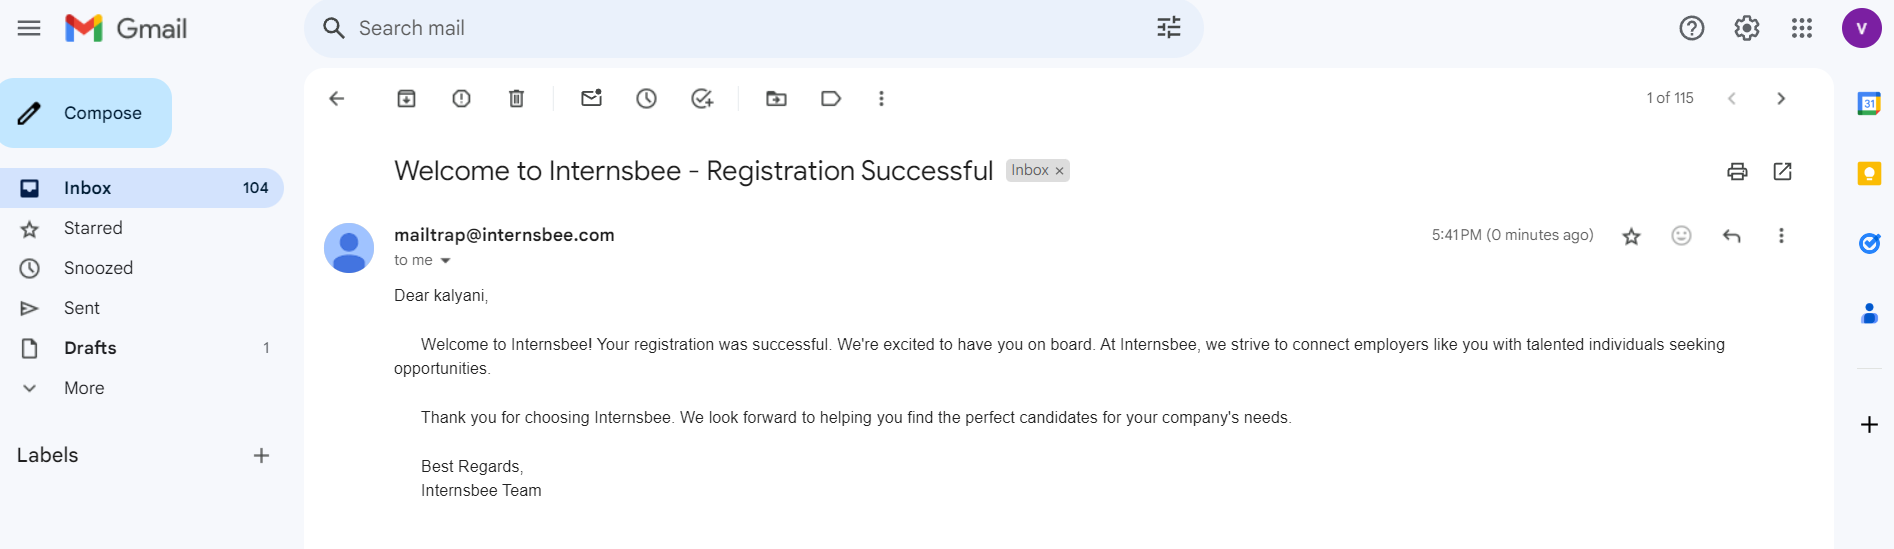 Gmail
Search mail
V
Compose
1 of 115
31
Welcome to Internsbee - Registration Successful Inbox ×
Inbox 104
Starred
Snoozed
Sent
Drafts 1
More
Labels
mailtrap@internsbee.com
5:41 PM (0 minutes ago)
to me
Dear kalyani,
Welcome to Internsbee! Your registration was successful. We're excited to have you on board. At Internsbee, we strive to connect employers like you with talented individuals seeking
opportunities.
Thank you for choosing Internsbee. We look forward to helping you find the perfect candidates for your company's needs.
Best Regards,
Internsbee Team